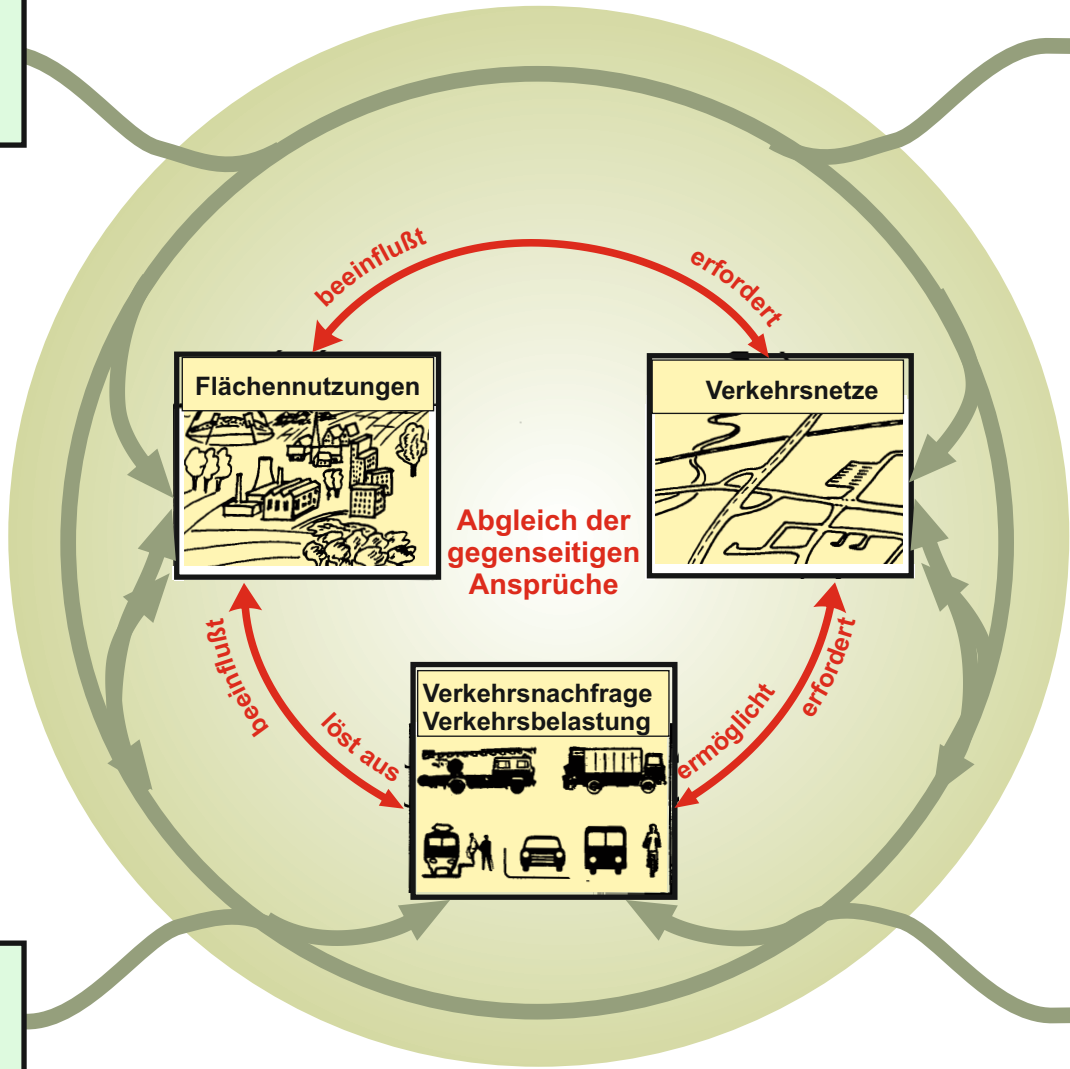 beeinflußt
erfordert
Flächennutzungen
Verkehrsnetze
Abgleich der
gegenseitigen
Ansprüche
beeinflußt
löst aus
ermöglicht
erfordert
Verkehrsnachfrage
Verkehrsbelastung